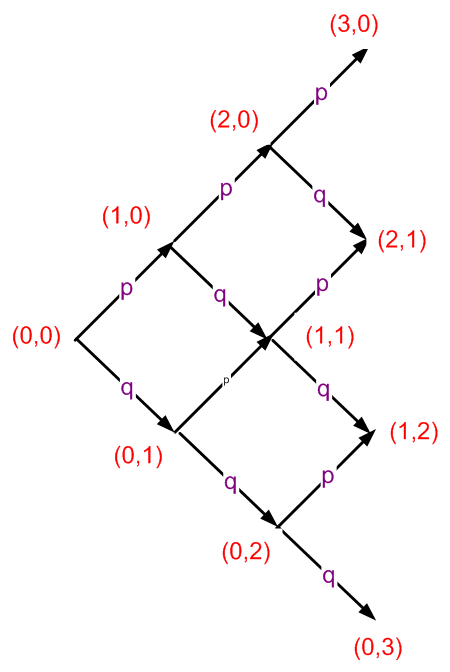 (3,0)
p
(2,0)
p
q
(1,0)
(2,1)
p
q
p
(0,0)
(1,1)
q
p
q
(0,1)
(1,2)
q
p
(0,2)
q
(0,3)